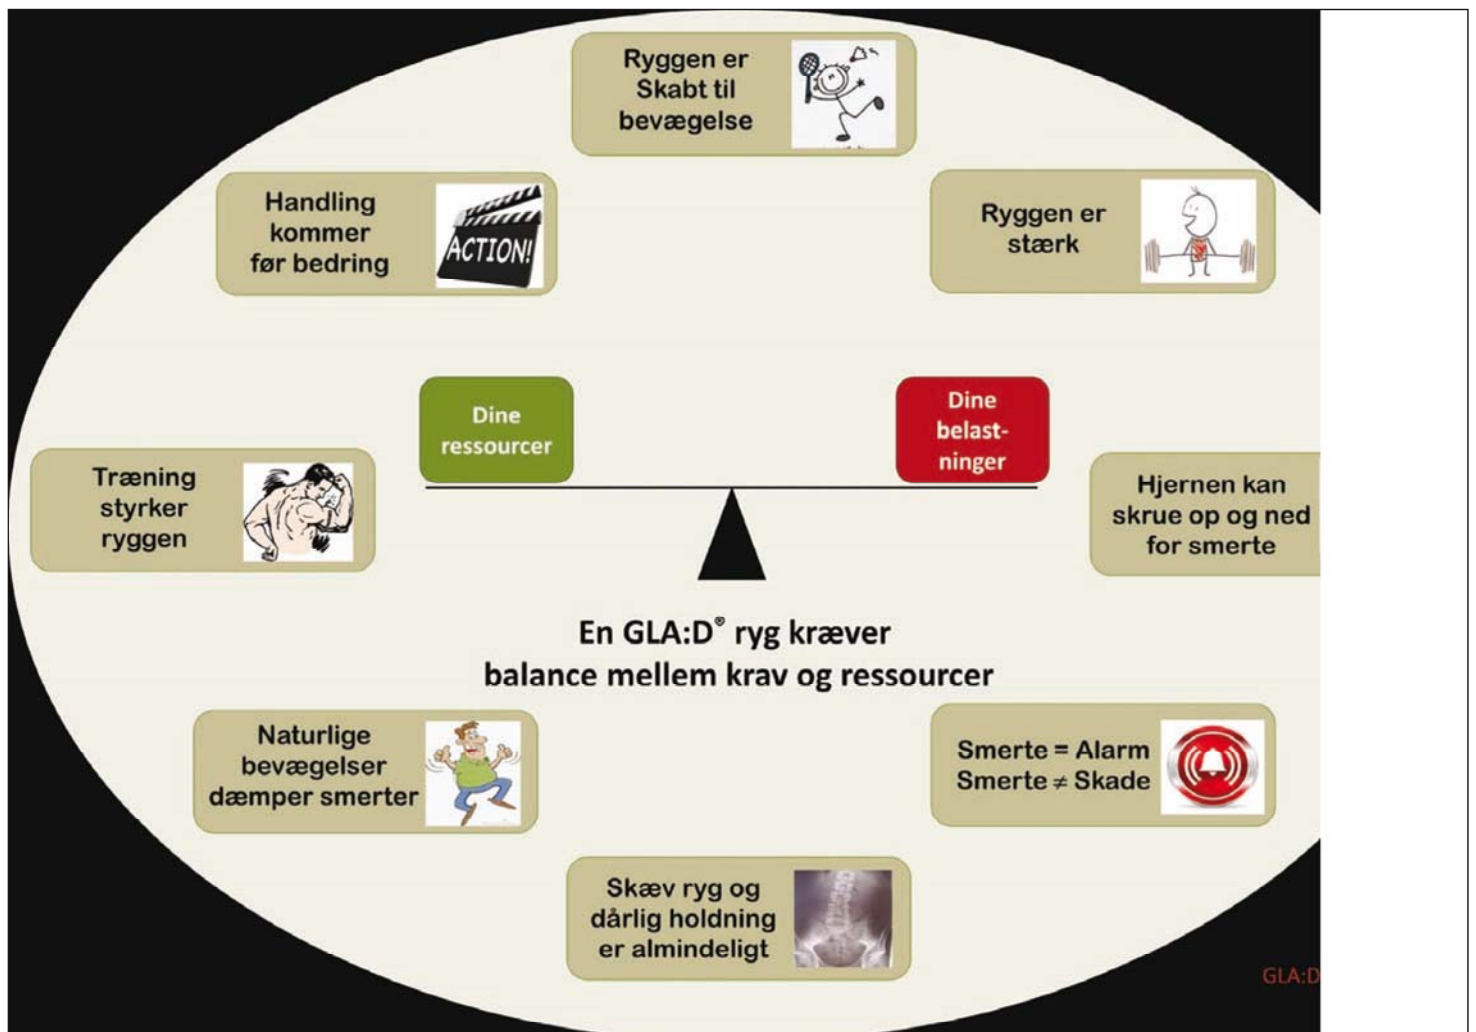 Ryggen er
Skabt til
bevægelse
Handling
kommer
før bedring
ACTION!
Ryggen er
stærk
Dine
ressourcer
Dine
belast-
ninger
Træning
styrker
ryggen
Hjernen kan
skrue op og ned
for smerte
En GLA:D® ryg kræver
balance mellem krav og ressourcer
Naturlige
bevægelser
dæmper smerter
Smerte = Alarm
Smerte ≠ Skade
Skæv ryg og
dårlig holdning
er almindeligt
GLA:D